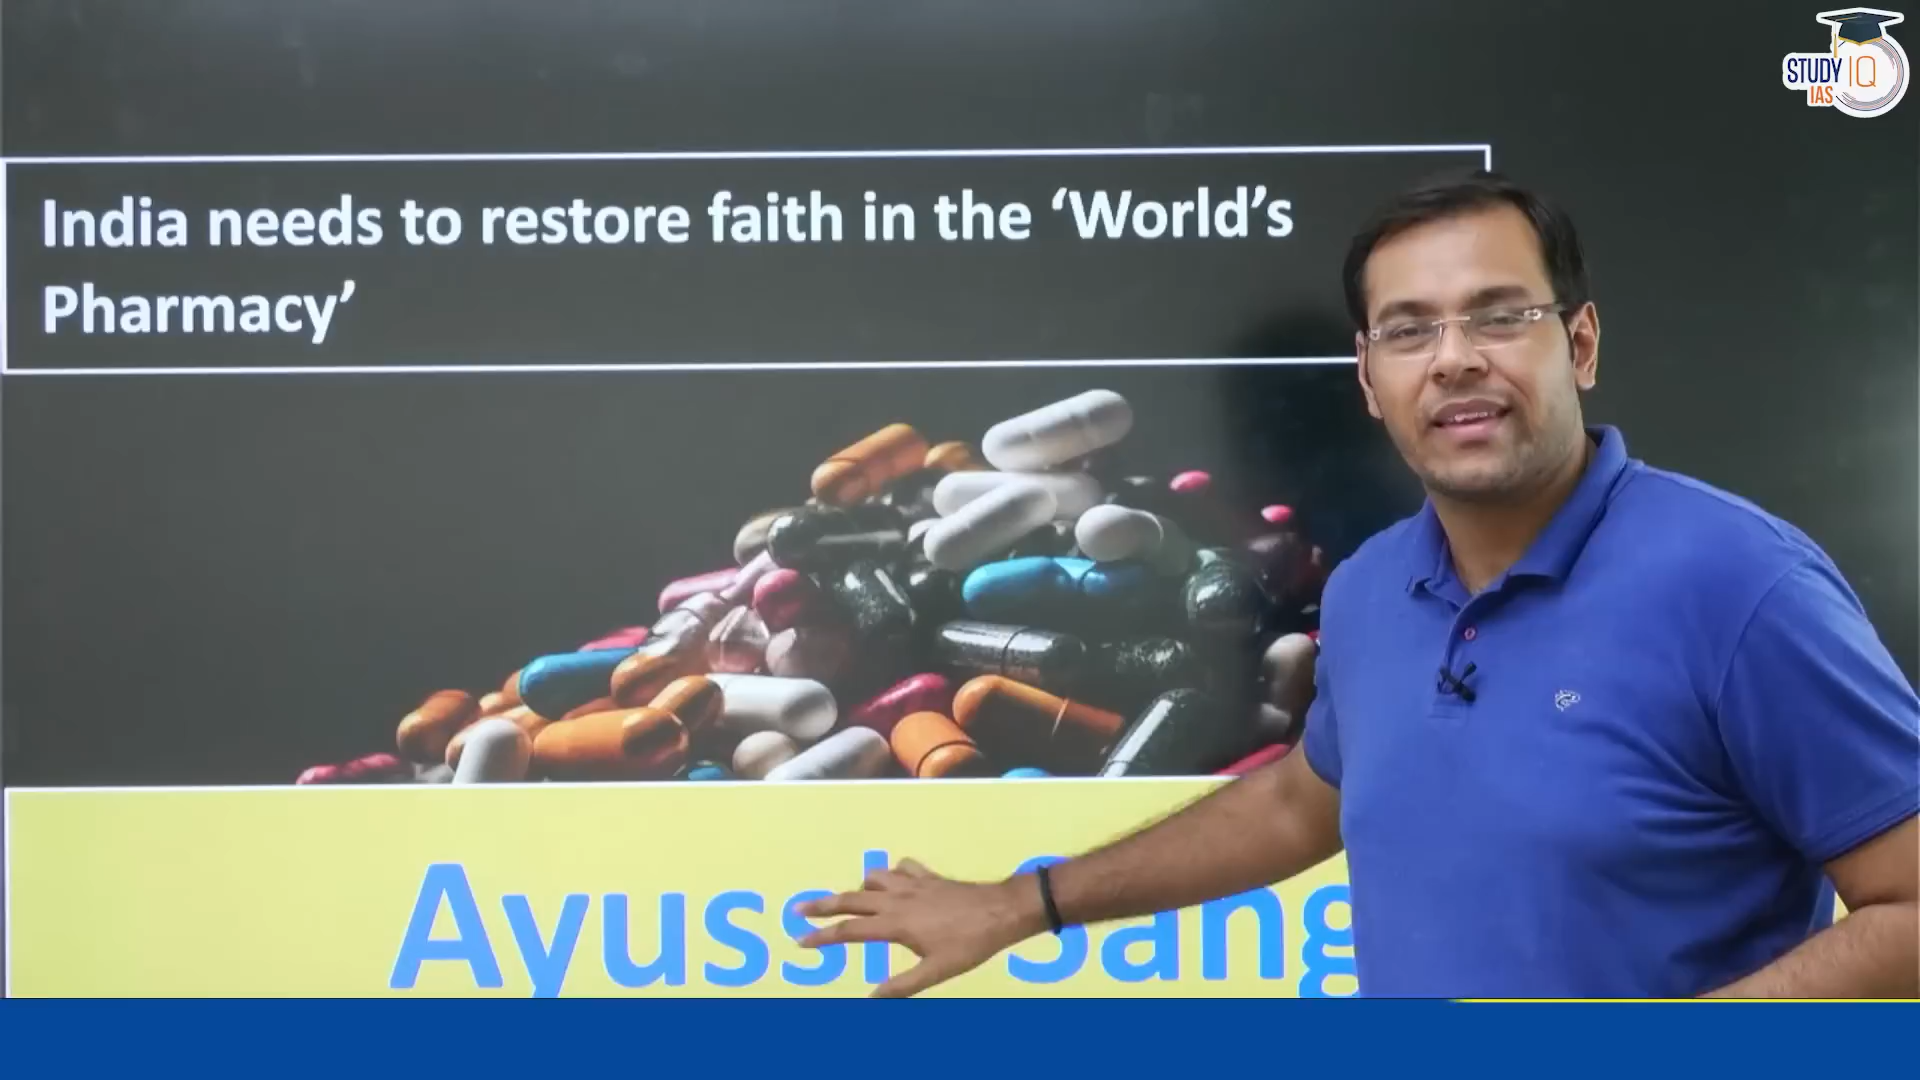 STUDY IQ
IAS
India needs to restore faith in the ‘World’s
Pharmacy’